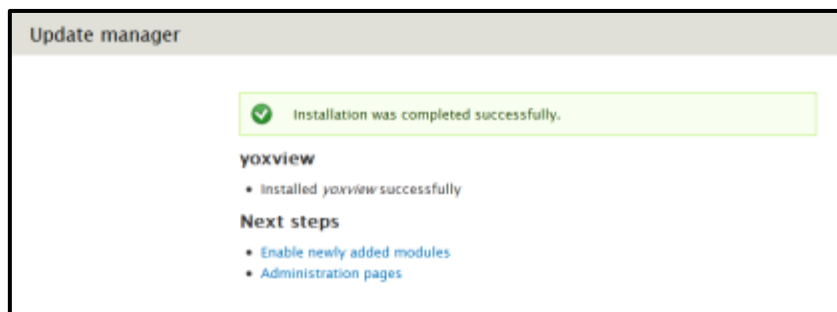 Update manager
Installation was completed successfully.
yoxview
Installed yoxview successfully
Next steps
Enable newly added modules
Administration pages